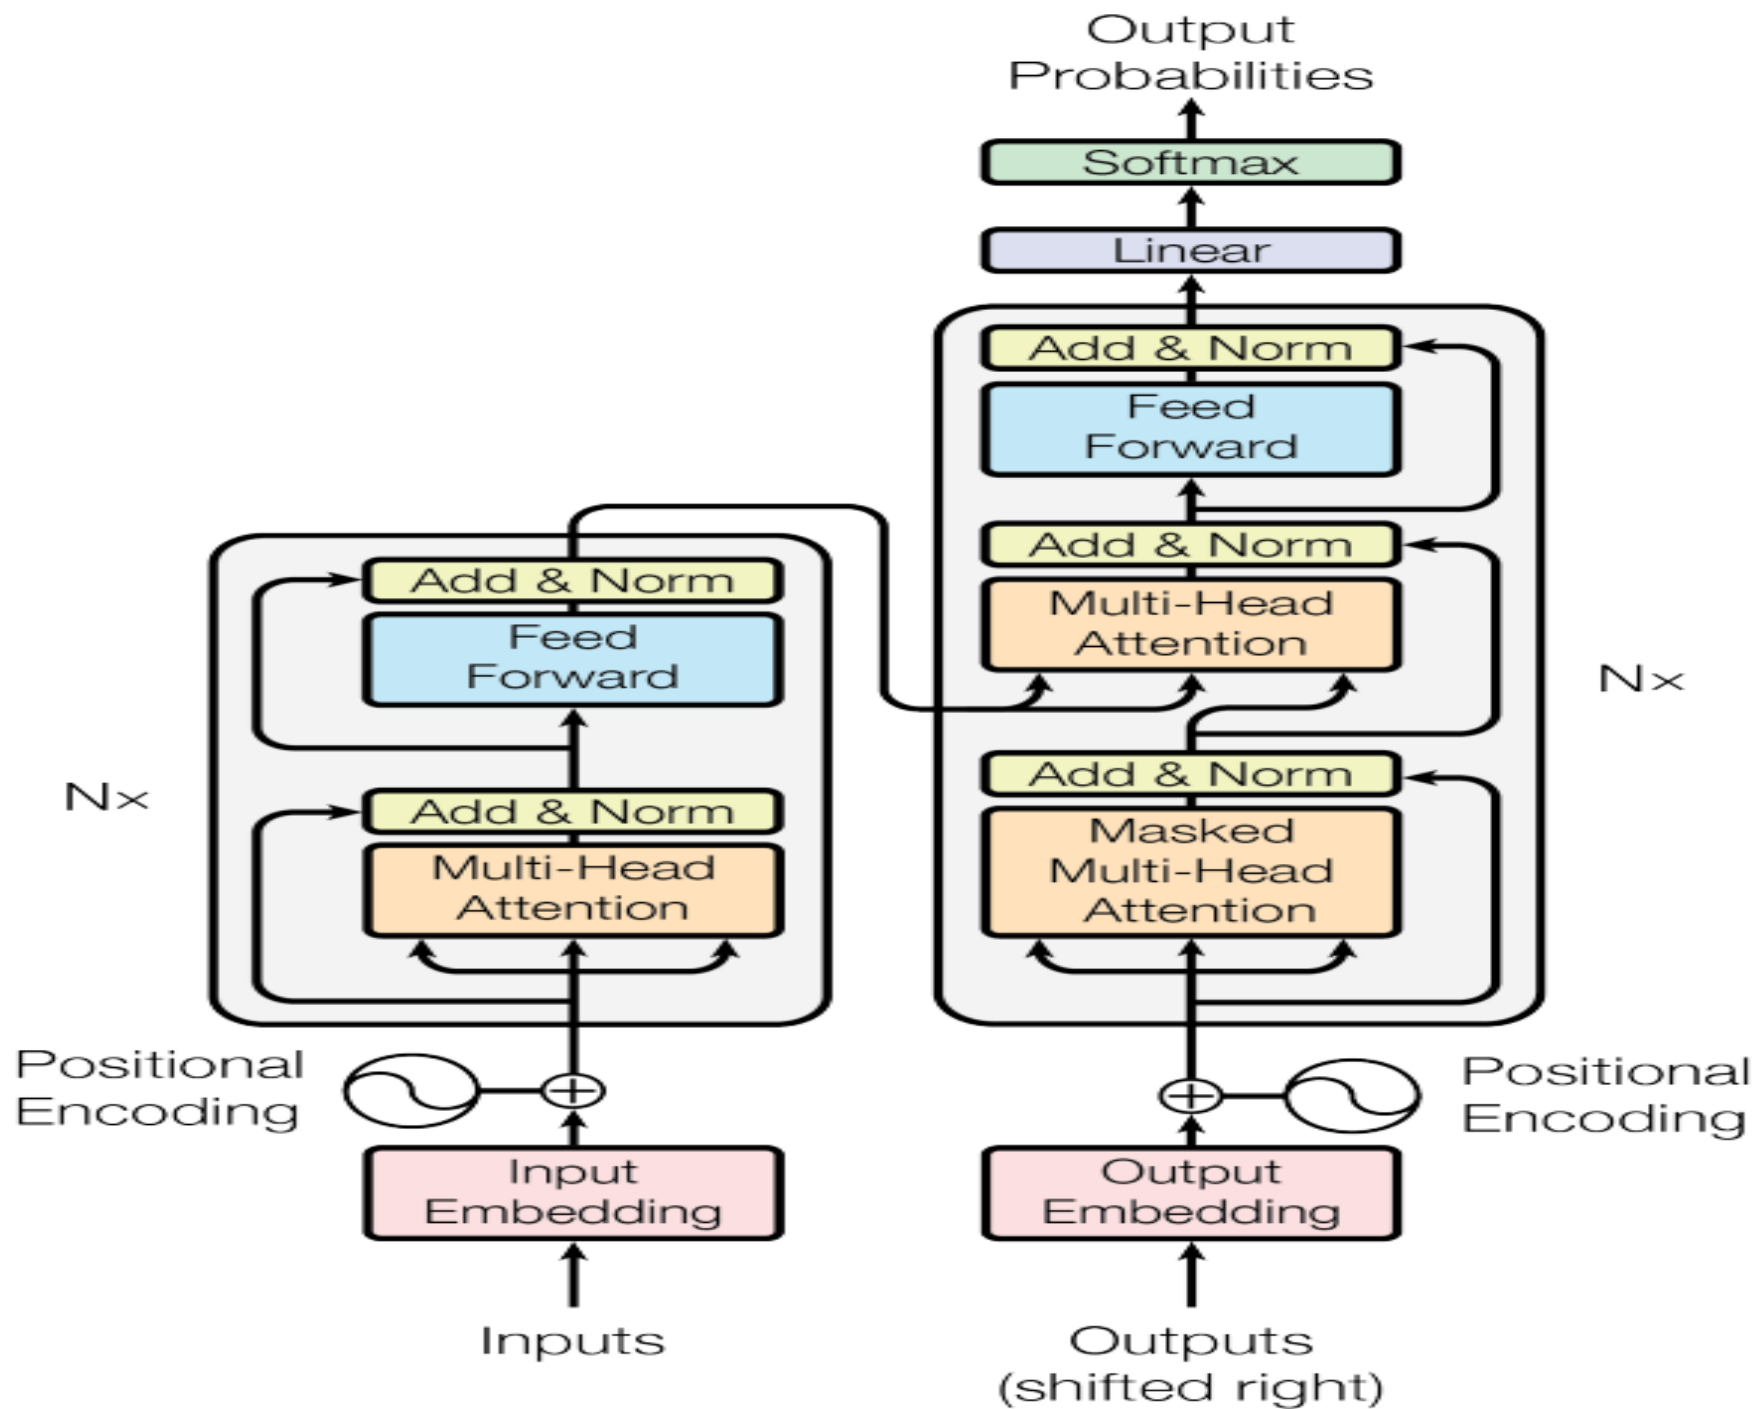 Output
Probabilities
Softmax
Linear
Add & Norm
Feed
Forward
Add & Norm
Multi-Head
Attention
Add & Norm
Masked
Multi-Head
Attention
Nx
Add & Norm
Feed
Forward
Add & Norm
Multi-Head
Attention
Nx
Positional
Encoding
Positional
Encoding
Input
Embedding
Output
Embedding
Inputs
Outputs
(shifted right)